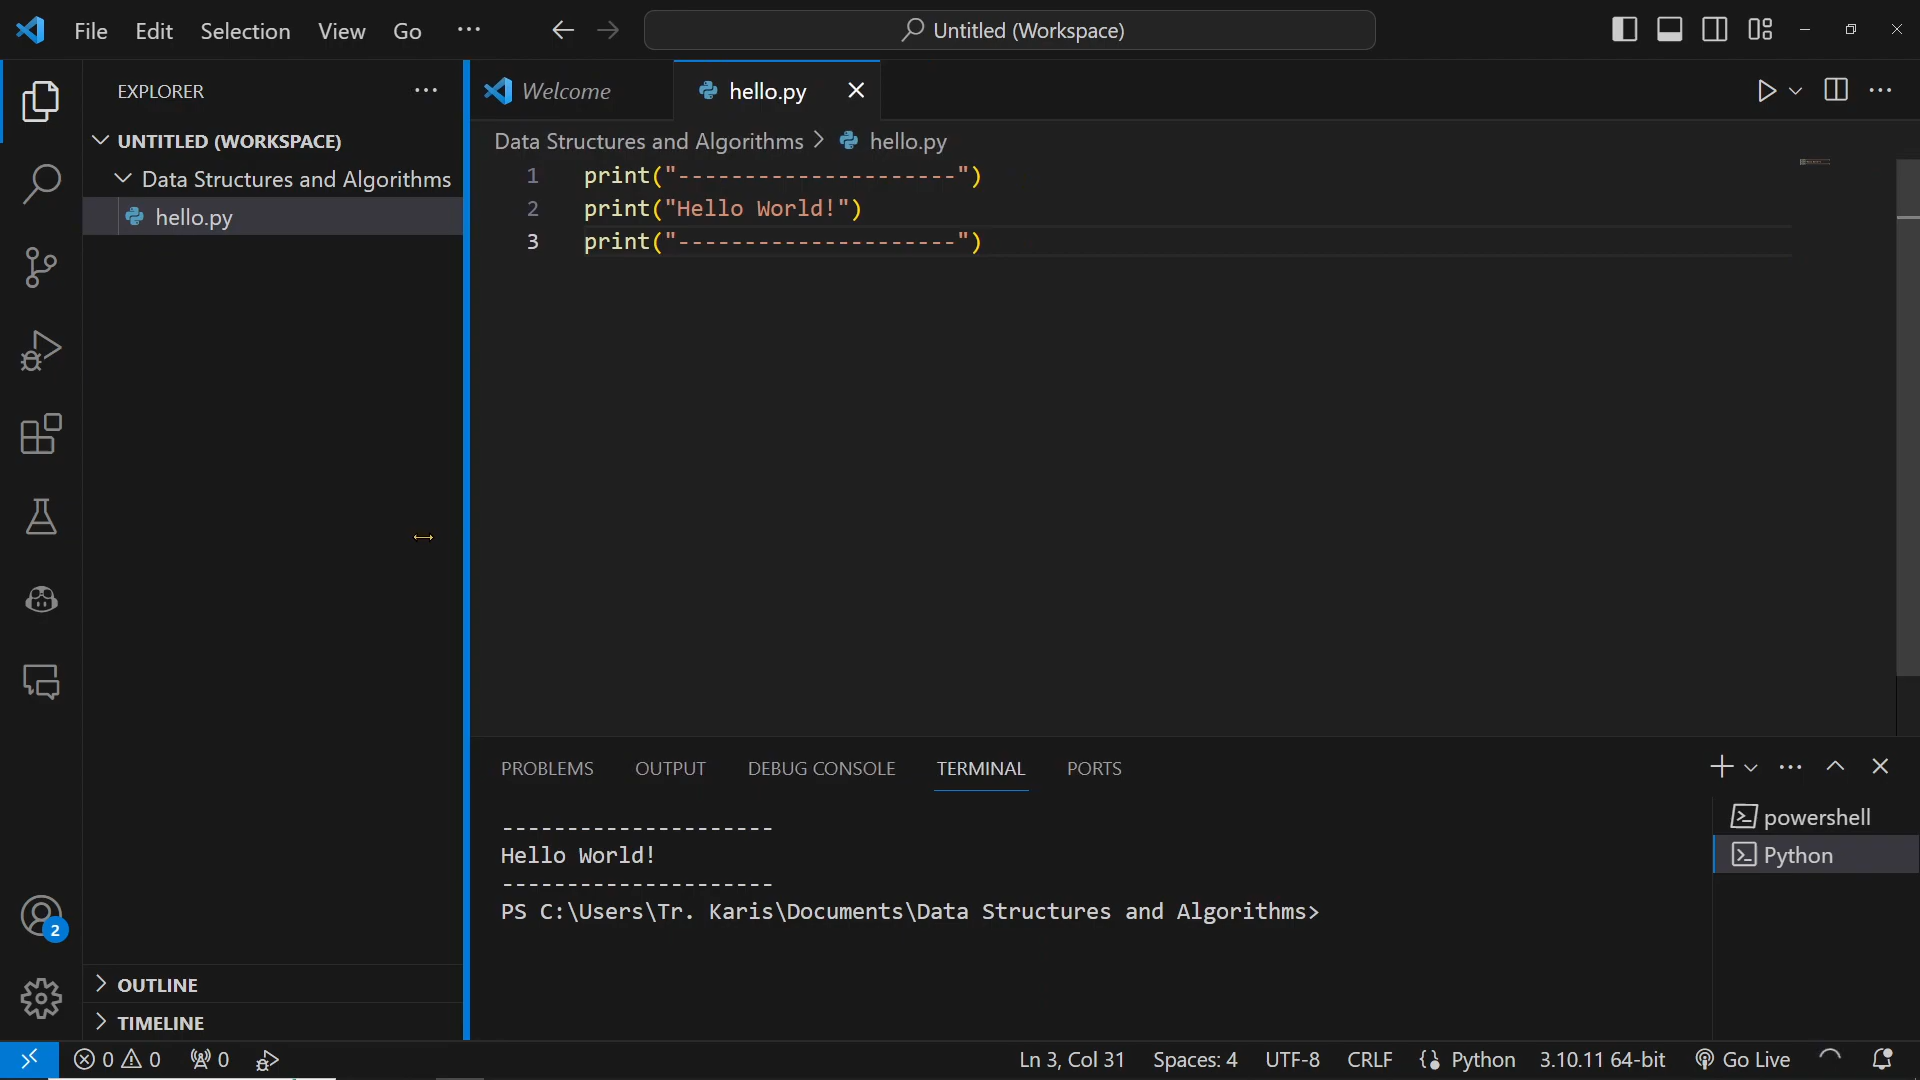 File Edit Selection View Go ··· Untitled (Workspace)
EXPLORER ···
UNTITLED (WORKSPACE)
Data Structures and Algorithms
hello.py
Welcome hello.py
Data Structures and Algorithms > hello.py
1 print("---------------------")
2 print("Hello World!")
3 print("---------------------")
PROBLEMS OUTPUT DEBUG CONSOLE TERMINAL PORTS
---------------------
Hello World!
---------------------
PS C:\Users\Tr. Karis\Documents\Data Structures and Algorithms>
powershell
Python
2
OUTLINE
TIMELINE
0 0 0 Ln 3, Col 31 Spaces: 4 UTF-8 CRLF {} Python 3.10.11 64-bit Go Live